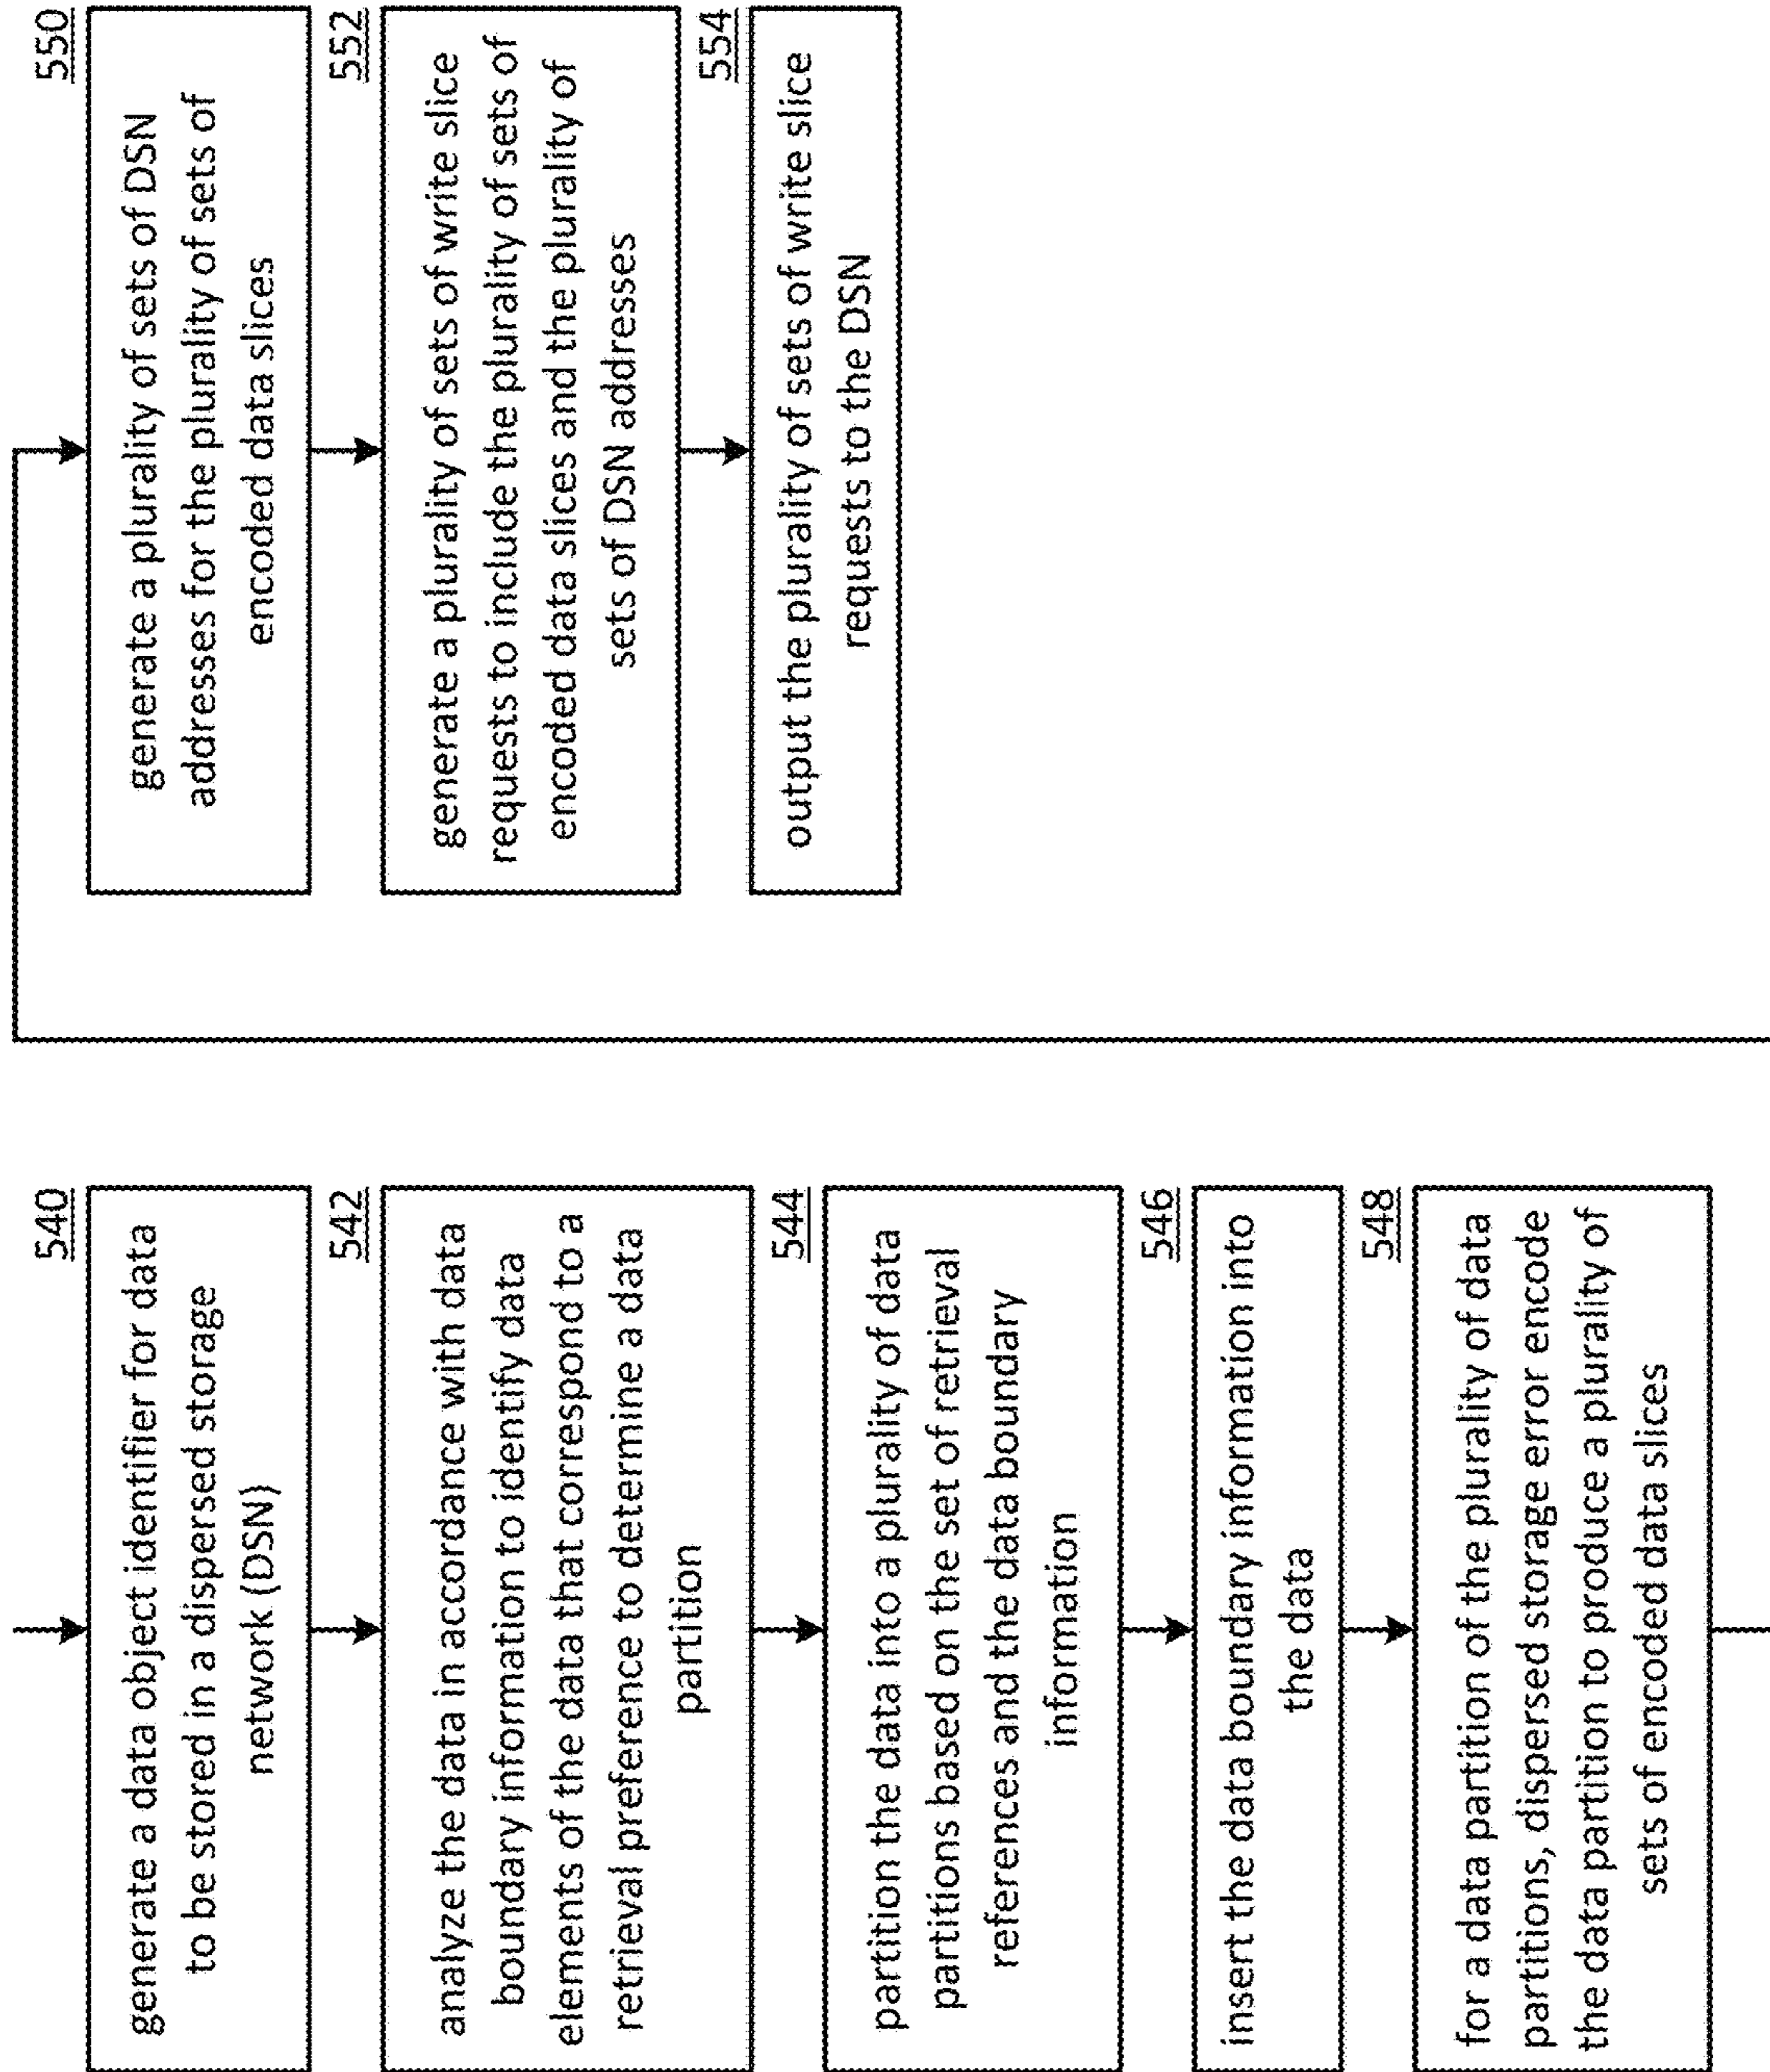 540
generate a data object identifier for data
to be stored in a dispersed storage
network (DSN)
542
analyze the data in accordance with data
boundary information to identify data
elements of the data that correspond to a
retrieval preference to determine a data
partition
544
partition the data into a plurality of data
partitions based on the set of retrieval
references and the data boundary
information
546
insert the data boundary information into
the data
548
for a data partition of the plurality of data
partitions, dispersed storage error encode
the data partition to produce a plurality of
sets of encoded data slices
550
generate a plurality of sets of DSN
addresses for the plurality of sets of
encoded data slices
552
generate a plurality of sets of write slice
requests to include the plurality of sets of
encoded data slices and the plurality of
sets of DSN addresses
554
output the plurality of sets of write slice
requests to the DSN